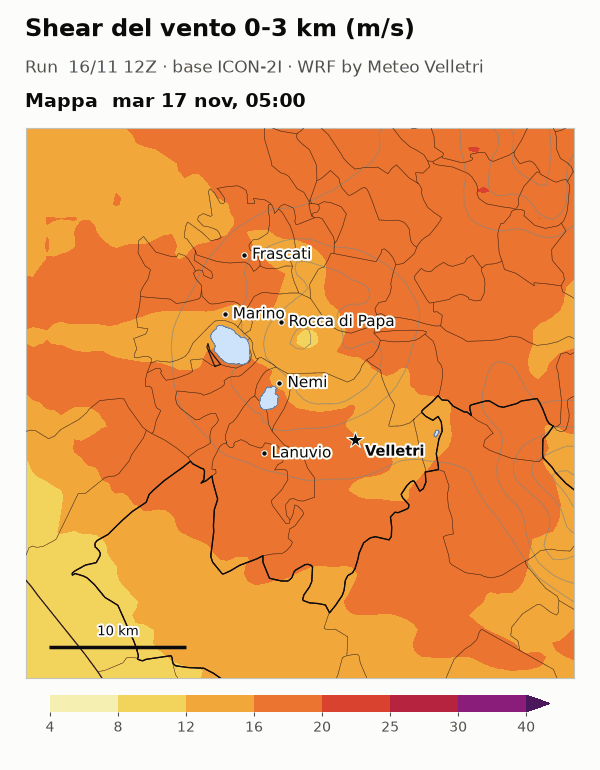 Shear del vento 0-3 km (m/s)
Run  16/11 12Z · base ICON-2I · WRF by Meteo Velletri
Mappa  mar 17 nov, 05:00
Frascati
Marino
Rocca di Papa
Nemi
Velletri
Lanuvio
10 km
4 8 12 16 20 25 30 40